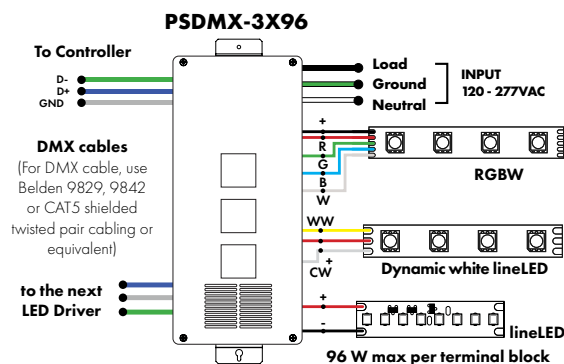 PSDMX-3X96
To Controller
D-
D+
GND
DMX cables
(For DMX cable, use
Belden 9829, 9842
or CAT5 shielded
twisted pair cabling or
equivalent)
to the next
LED Driver
Load
Ground
Neutral
INPUT
120 - 277VAC
+
R
G
B
W
RGBW
WW
+
CW
Dynamic white lineLED
+
-
lineLED
96 W max per terminal block